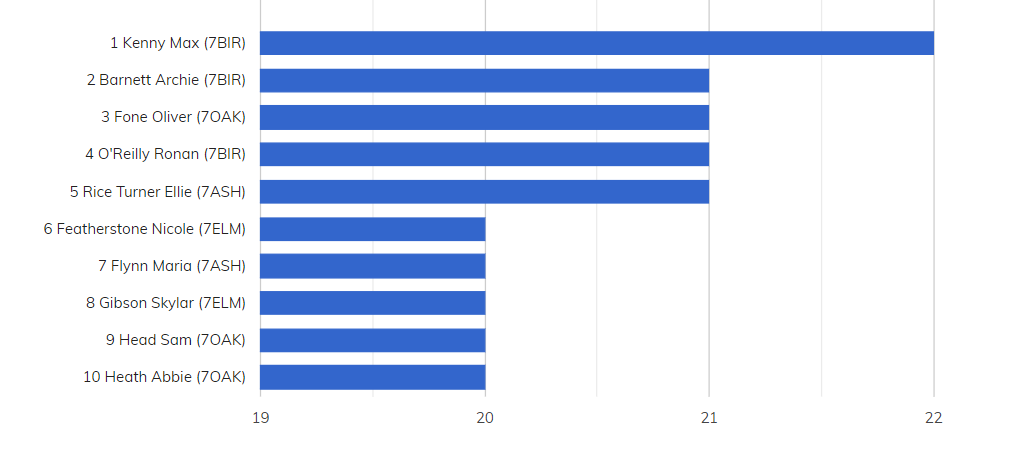 1 Kenny Max (7BIR)
2 Barnett Archie (7BIR)
3 Fone Oliver (7OAK)
4 O'Reilly Ronan (7BIR)
5 Rice Turner Ellie (7ASH)
6 Featherstone Nicole (7ELM)
7 Flynn Maria (7ASH)
8 Gibson Skylar (7ELM)
9 Head Sam (7OAK)
10 Heath Abbie (7OAK)
19 20 21 22